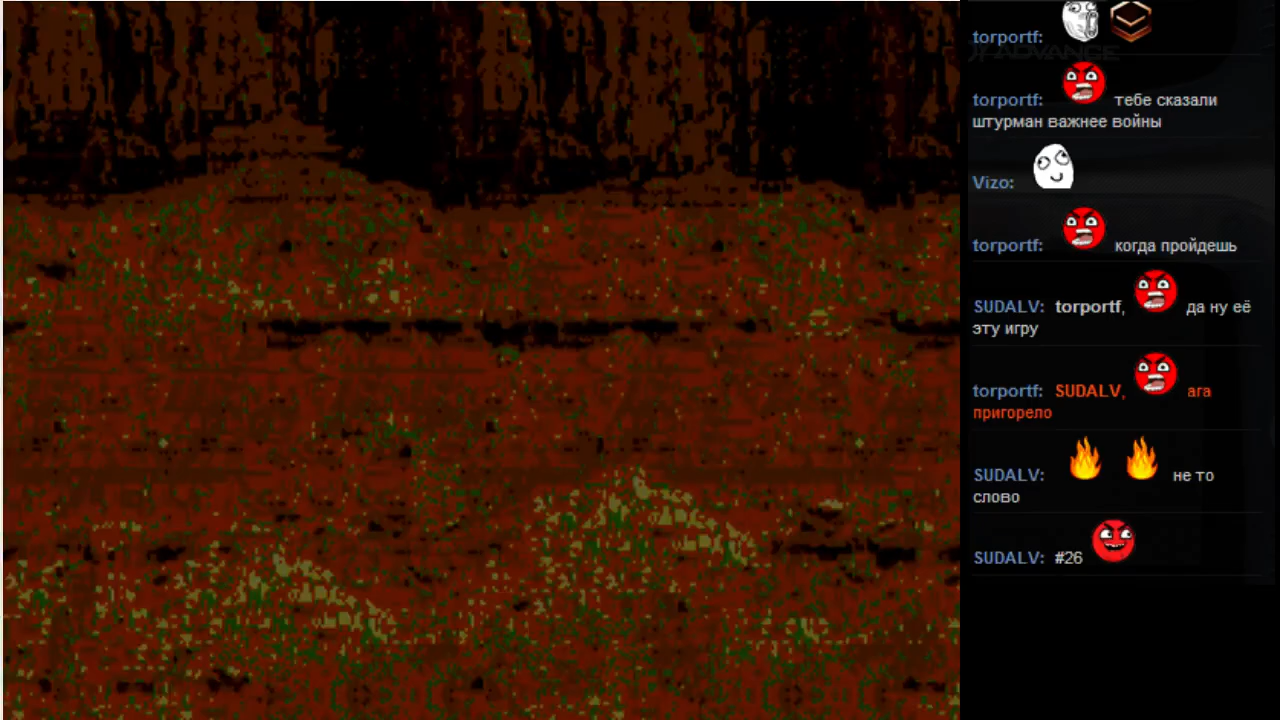 torportf:
ADVANCE
torportf: тебе сказали
штурман важнее войны
Vizo:
torportf: когда пройдешь
SUDALV: torportf, да ну её
эту игру
torportf: SUDALV, ага
пригорело
SUDALV: не то
слово
SUDALV: #26